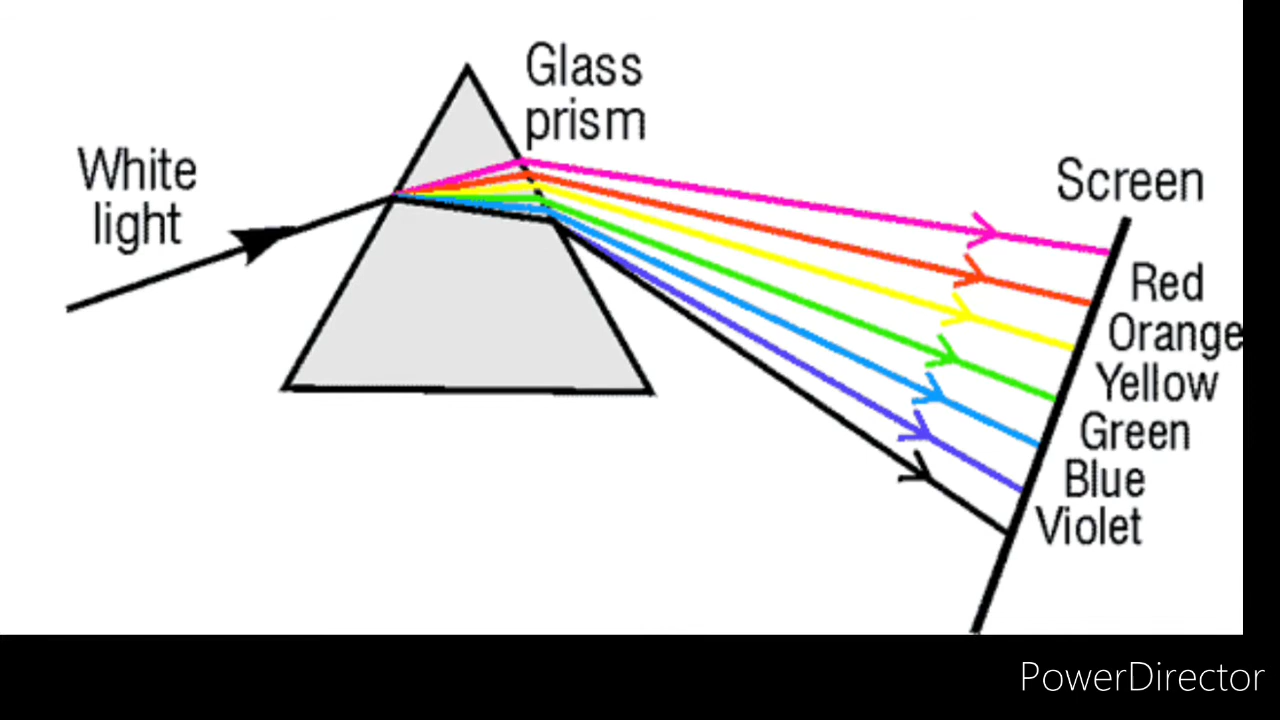 Glass
prism
White
light
Screen
Red
Orange
Yellow
Green
Blue
Violet
PowerDirector